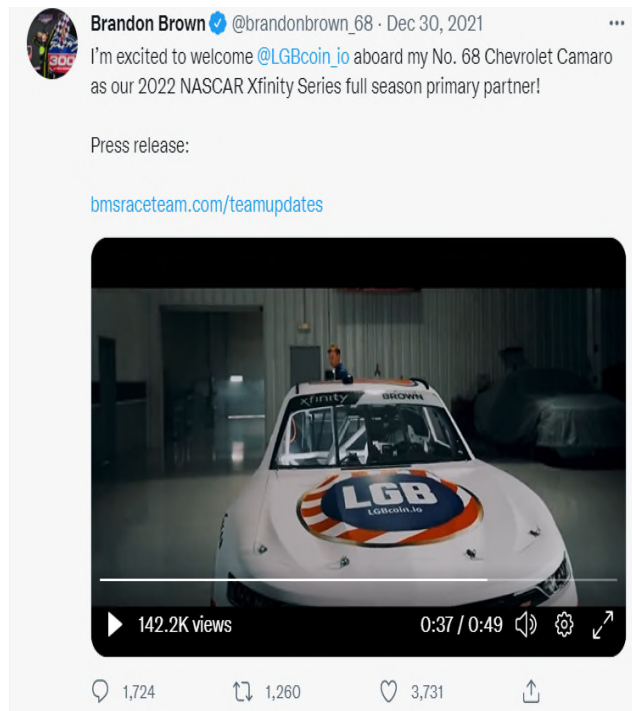 Brandon Brown @brandonbrown_68 · Dec 30, 2021
I'm excited to welcome @LGBcoin_io aboard my No. 68 Chevrolet Camaro
as our 2022 NASCAR Xfinity Series full season primary partner!
Press release:
bmsraceteam.com/teamupdates
300
xfinity BROWN
LGB
LGBcoin.io
142.2K views 0:37 / 0:49
1,724 1,260 3,731